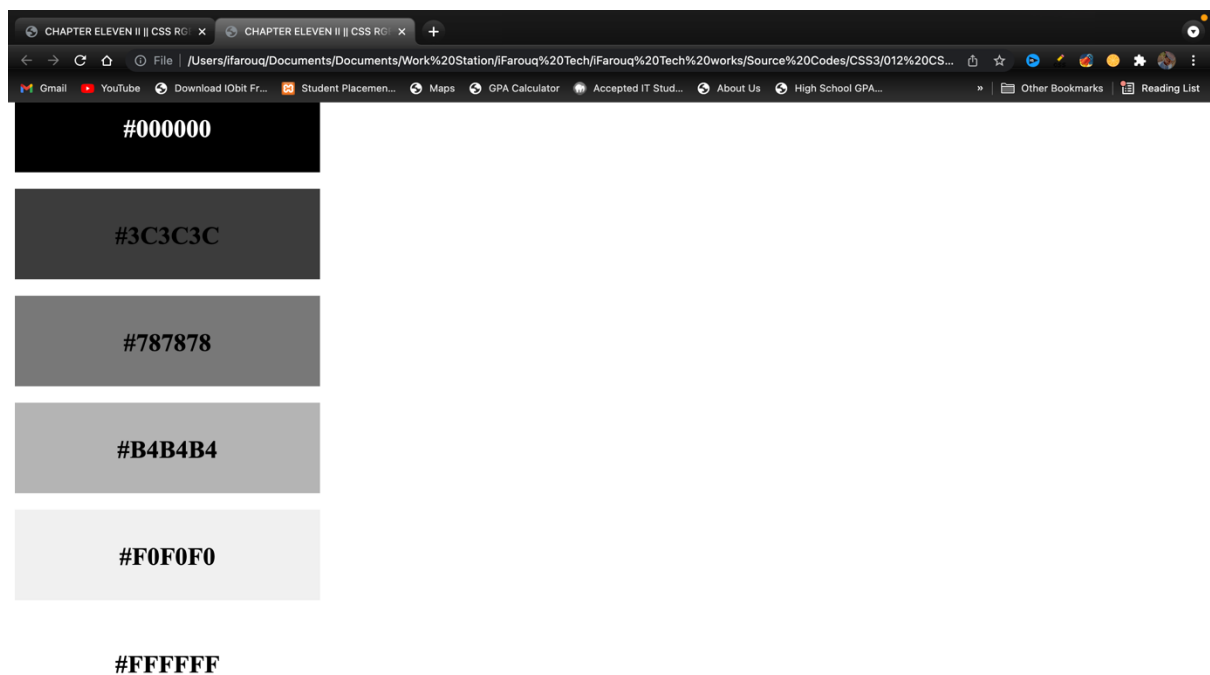 CHAPTER ELEVEN II || CSS RG
CHAPTER ELEVEN II || CSS RG
File | /Users/ifarouq/Documents/Documents/Work%20Station/iFarouq%20Tech/iFarouq%20Tech%20works/Source%20Codes/CSS3/012%20CS...
Gmail YouTube Download IObit Fr... Student Placemen... Maps GPA Calculator Accepted IT Stud... About Us High School GPA... » Other Bookmarks Reading List
#000000
#3C3C3C
#787878
#B4B4B4
#F0F0F0
#FFFFFF